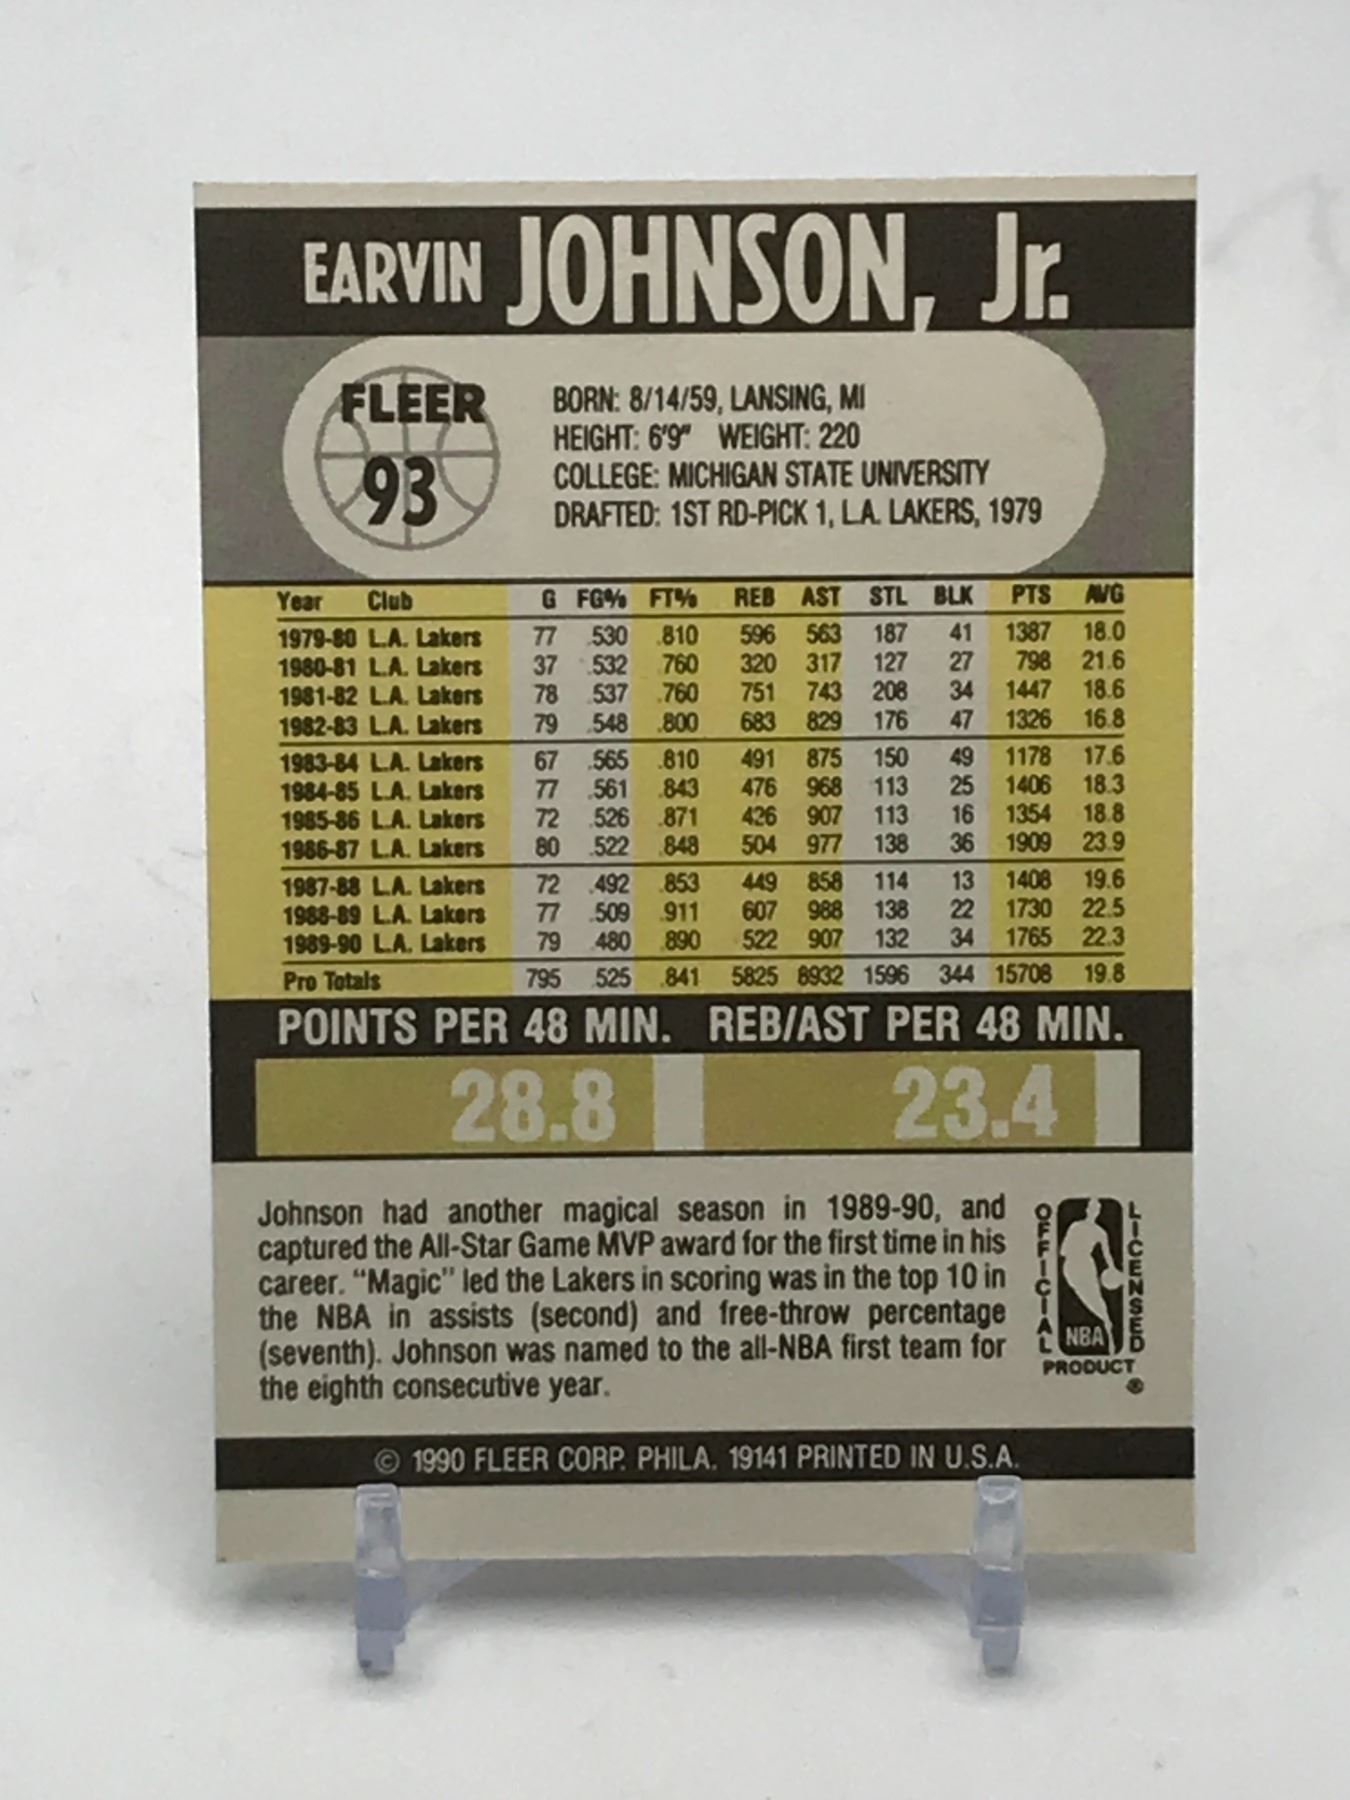 EARVIN JOHNSON, Jr.
FLEER
93
BORN: 8/14/59, LANSING, MI
HEIGHT: 6'9" WEIGHT: 220
COLLEGE: MICHIGAN STATE UNIVERSITY
DRAFTED: 1ST RD-PICK 1, L.A. LAKERS, 1979
Year Club G FG% FT% REB AST STL BLK PTS AVG
1979-80 L.A. Lakers 77 .530 .810 596 563 187 41 1387 18.0
1980-81 L.A. Lakers 37 .532 .760 320 317 127 27 798 21.6
1981-82 L.A. Lakers 78 .537 .760 751 743 208 34 1447 18.6
1982-83 L.A. Lakers 79 .548 .800 683 829 176 47 1326 16.8
1983-84 L.A. Lakers 67 .565 .810 491 875 150 49 1178 17.6
1984-85 L.A. Lakers 77 .561 .843 476 968 113 25 1406 18.3
1985-86 L.A. Lakers 72 .526 .871 426 907 113 16 1354 18.8
1986-87 L.A. Lakers 80 .522 .848 504 977 138 36 1909 23.9
1987-88 L.A. Lakers 72 .492 .853 449 858 114 13 1408 19.6
1988-89 L.A. Lakers 77 .509 .911 607 988 138 22 1730 22.5
1989-90 L.A. Lakers 79 .480 .890 522 907 132 34 1765 22.3
Pro Totals 795 .525 .841 5825 8932 1596 344 15708 19.8
POINTS PER 48 MIN. REB/AST PER 48 MIN.
28.8 23.4
Johnson had another magical season in 1989-90, and
captured the All-Star Game MVP award for the first time in his
career. "Magic" led the Lakers in scoring was in the top 10 in
the NBA in assists (second) and free-throw percentage
(seventh). Johnson was named to the all-NBA first team for
the eighth consecutive year.
OFFICIAL
NBA
LICENSED
PRODUCT
®
© 1990 FLEER CORP. PHILA. 19141 PRINTED IN U.S.A.